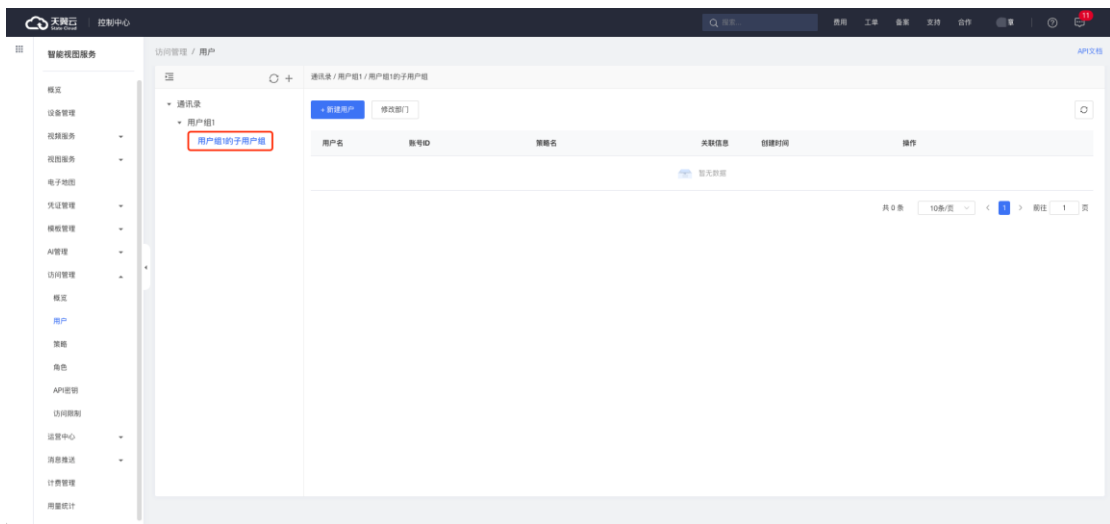 天翼云 控制中心
State Cloud
搜索...
费用 工单 备案 支持 合作
11
智能视图服务
访问管理 / 用户
API文档
概览
设备管理
视频服务
视图服务
电子地图
凭证管理
模板管理
AI管理
访问管理
概览
用户
策略
角色
API密钥
访问限制
运营中心
消息推送
计费管理
用量统计
通讯录
用户组1
用户组1的子用户组
通讯录 / 用户组1 / 用户组1的子用户组
+ 新建用户 修改部门
用户名 账号ID 策略名 关联信息 创建时间 操作
暂无数据
共 0 条 10条/页 < 1 > 前往 1 页